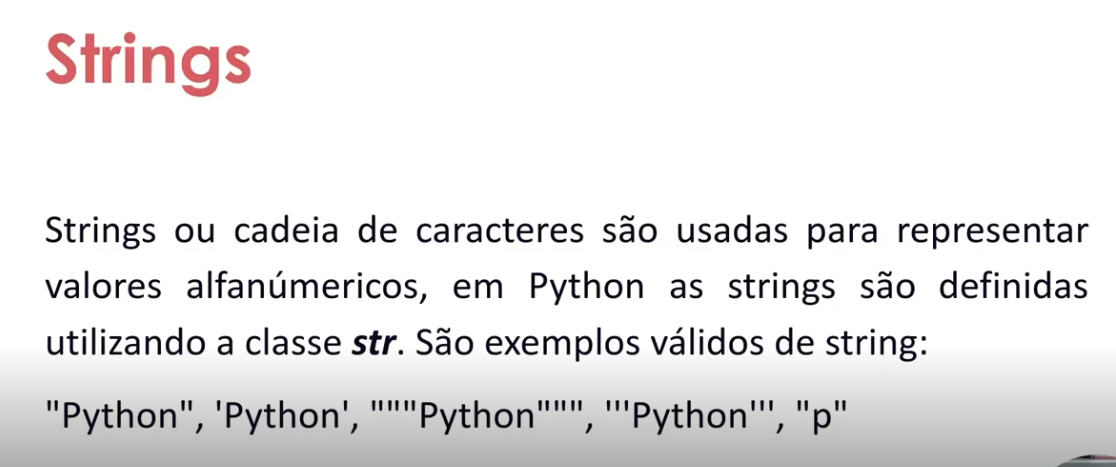 Strings
Strings ou cadeia de caracteres são usadas para representar
valores alfanúmericos, em Python as strings são definidas
utilizando a classe str. São exemplos válidos de string:
"Python", 'Python', """Python""", '''Python''', "p"